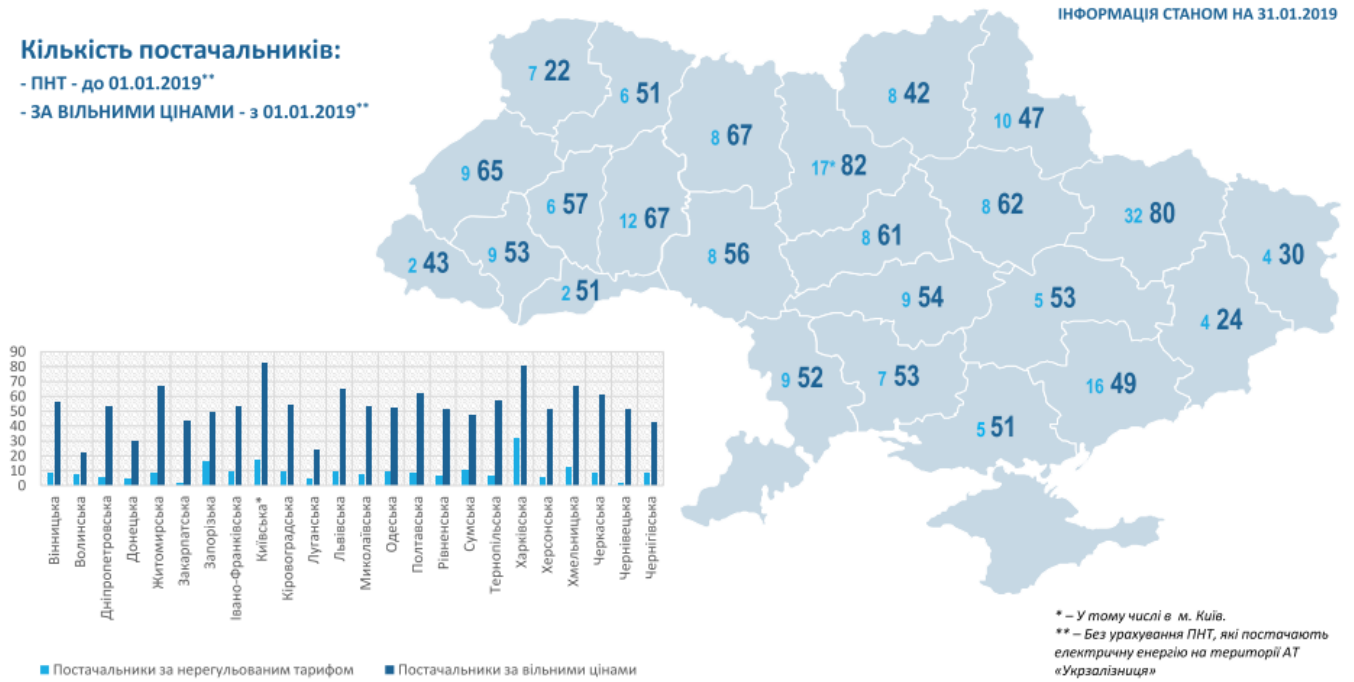 ІНФОРМАЦІЯ СТАНОМ НА 31.01.2019
Кількість постачальників:
- ПНТ - до 01.01.2019**
- ЗА ВІЛЬНИМИ ЦІНАМИ - з 01.01.2019**
7 22
6 51
8 67
8 42
10 47
17* 82
9 65
6 57
12 67
8 62
32 80
8 61
4 30
2 43
9 53
8 56
2 51
9 54
5 53
4 24
9 52
7 53
16 49
5 51
90
80
70
60
50
40
30
20
10
0
Вінницька
Волинська
Дніпропетровська
Донецька
Житомирська
Закарпатська
Запорізька
Івано-Франківська
Київська*
Кіровоградська
Луганська
Львівська
Миколаївська
Одеська
Полтавська
Рівненська
Сумська
Тернопільська
Харківська
Херсонська
Хмельницька
Черкаська
Чернівецька
Чернігівська
Постачальники за нерегульованим тарифом
Постачальники за вільними цінами
* – У тому числі в м. Київ.
** – Без урахування ПНТ, які постачають
електричну енергію на території АТ
«Укрзалізниця»